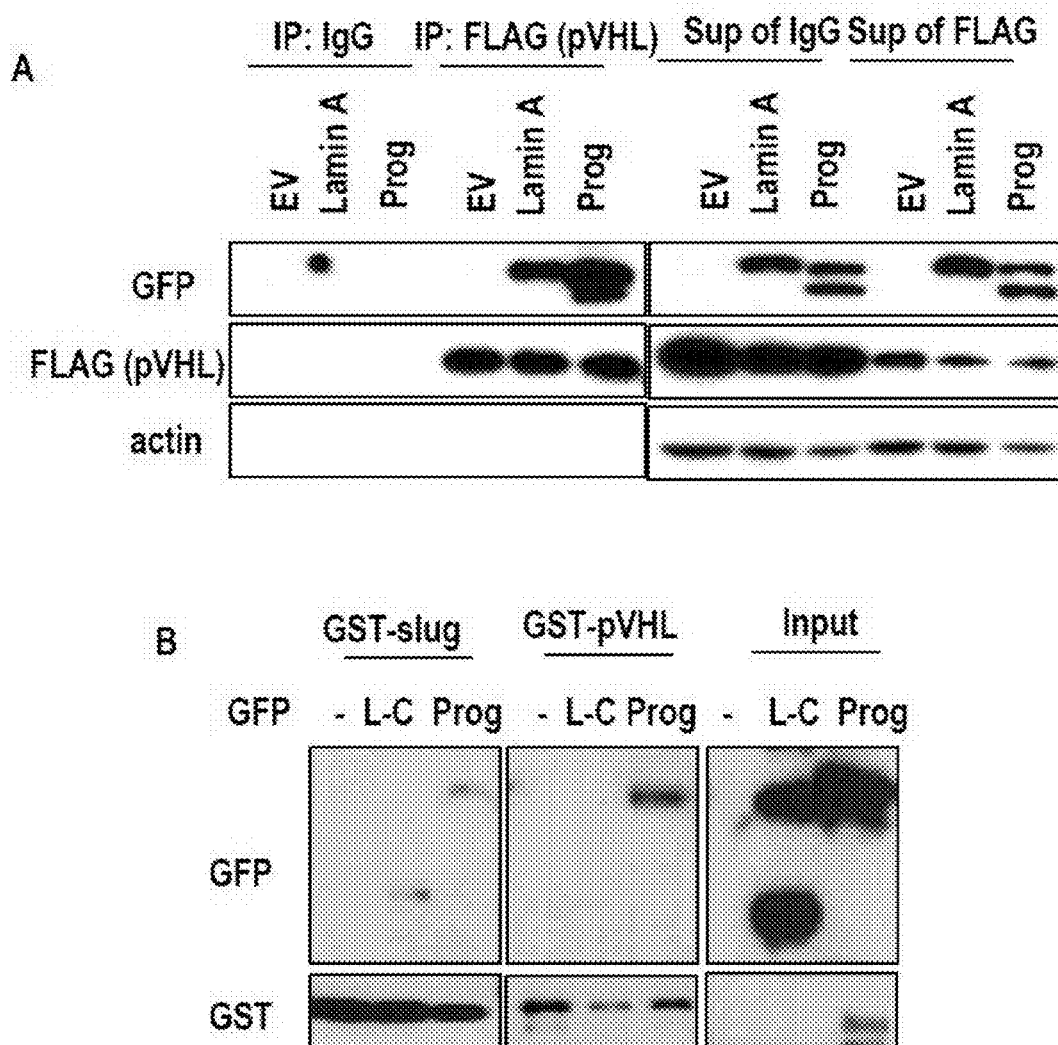 A
IP: IgG IP: FLAG (pVHL) Sup of IgG Sup of FLAG
EV Lamin A Prog EV Lamin A Prog EV Lamin A Prog EV Lamin A Prog
GFP
FLAG (pVHL)
actin
B
GST-slug GST-pVHL Input
GFP - L-C Prog - L-C Prog - L-C Prog
GFP
GST